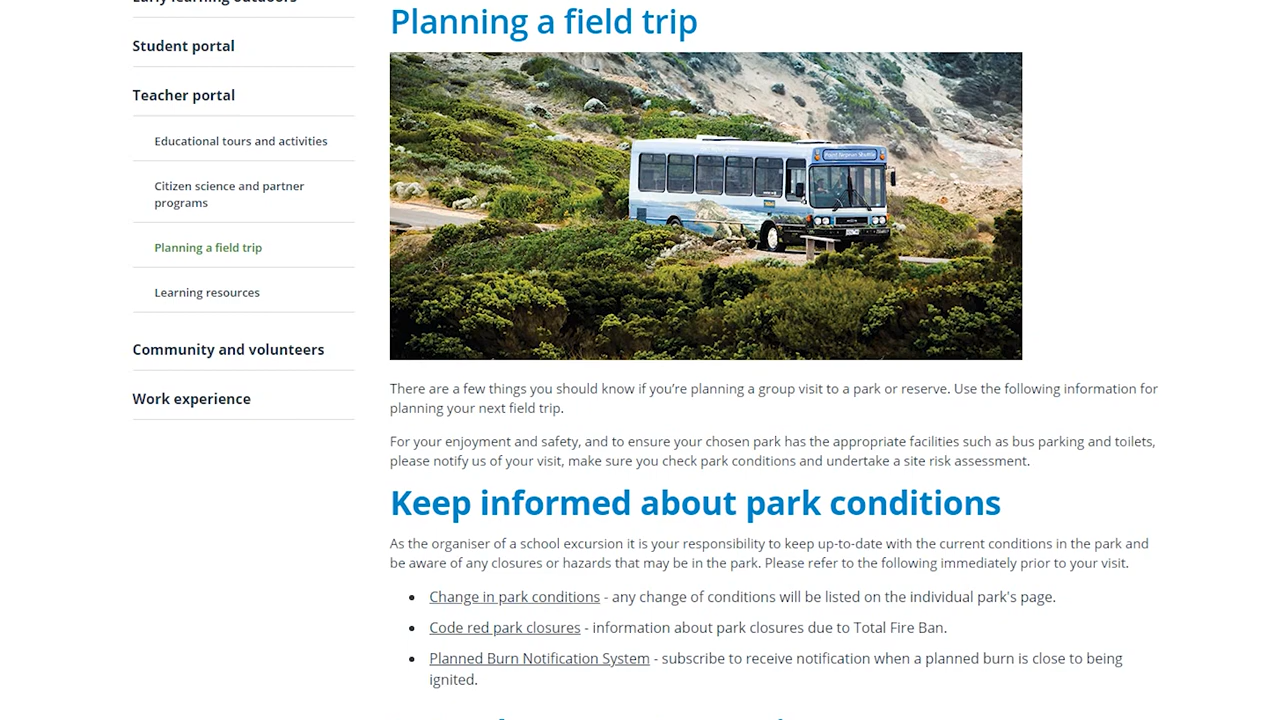 Early learning outdoors
Student portal
Teacher portal
Educational tours and activities
Citizen science and partner
programs
Planning a field trip
Learning resources
Community and volunteers
Work experience
Planning a field trip
Point Nepean Shuttle
There are a few things you should know if you’re planning a group visit to a park or reserve. Use the following information for
planning your next field trip.
For your enjoyment and safety, and to ensure your chosen park has the appropriate facilities such as bus parking and toilets,
please notify us of your visit, make sure you check park conditions and undertake a site risk assessment.
Keep informed about park conditions
As the organiser of a school excursion it is your responsibility to keep up-to-date with the current conditions in the park and
be aware of any closures or hazards that may be in the park. Please refer to the following immediately prior to your visit.
• Change in park conditions - any change of conditions will be listed on the individual park's page.
• Code red park closures - information about park closures due to Total Fire Ban.
• Planned Burn Notification System - subscribe to receive notification when a planned burn is close to being
ignited.